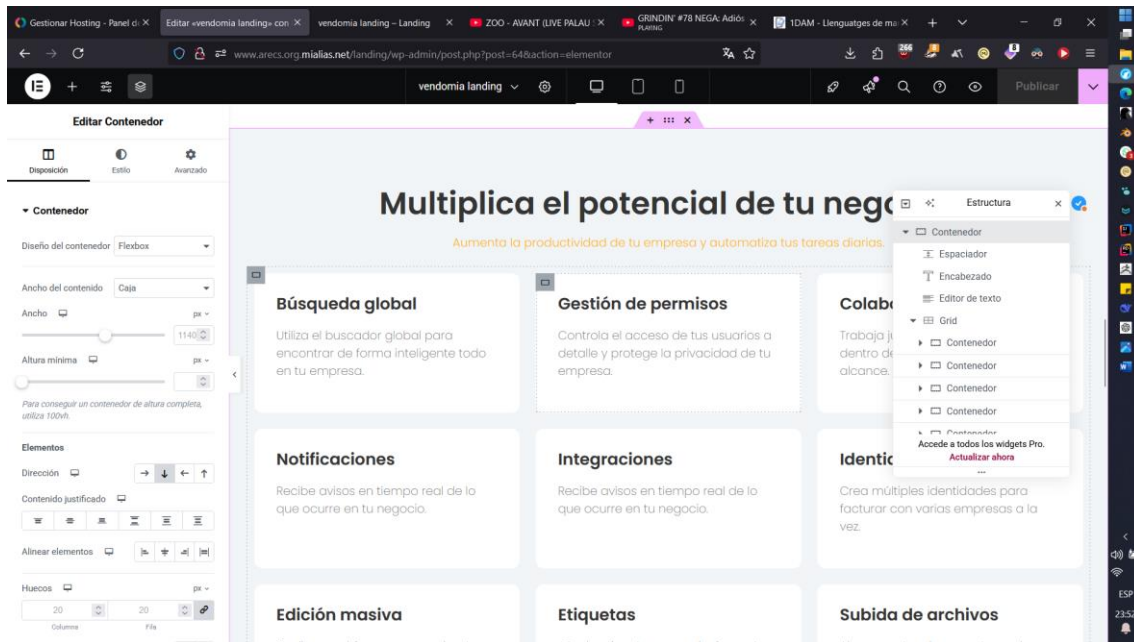 Gestionar Hosting - Panel de
Editar «vendomia landing» con
vendomia landing – Landing
ZOO - AVANT (LIVE PALAU
GRINDIN' #78 NEGA: Adiós
PLAYING
1DAM - Llenguatges de ma
www.arecs.org.mialias.net/landing/wp-admin/post.php?post=64&action=elementor
266
vendomia landing
Publicar
Editar Contenedor
Disposición
Estilo
Avanzado
Contenedor
Diseño del contenedor
Flexbox
Ancho del contenido
Caja
Ancho
px
1140
Altura mínima
px
Para conseguir un contenedor de altura completa,
utiliza 100vh.
Elementos
Dirección
Contenido justificado
Alinear elementos
Huecos
px
20
20
Columna
Fila
Multiplica el potencial de tu nego
Aumenta la productividad de tu empresa y automatiza tus tareas diarias.
Búsqueda global
Utiliza el buscador global para
encontrar de forma inteligente todo
en tu empresa.
Gestión de permisos
Controla el acceso de tus usuarios a
detalle y protege la privacidad de tu
empresa.
Colab
Trabaja j
dentro de
alcance.
Notificaciones
Recibe avisos en tiempo real de lo
que ocurre en tu negocio.
Integraciones
Recibe avisos en tiempo real de lo
que ocurre en tu negocio.
Identid
Crea múltiples identidades para
facturar con varias empresas a la
vez.
Edición masiva
Etiquetas
Subida de archivos
Estructura
Contenedor
Espaciador
Encabezado
Editor de texto
Grid
Contenedor
Contenedor
Contenedor
Contenedor
Contenedor
Accede a todos los widgets Pro.
Actualizar ahora
ESP
23:52